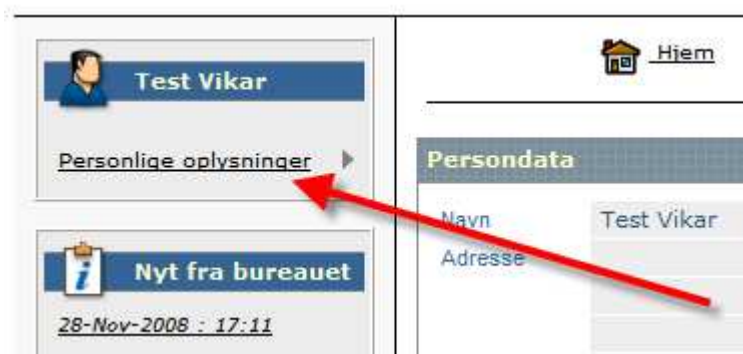 Test Vikar
Personlige oplysninger
Nyt fra bureauet
28-Nov-2008 : 17:11
Hjem
Persondata
Navn Test Vikar
Adresse